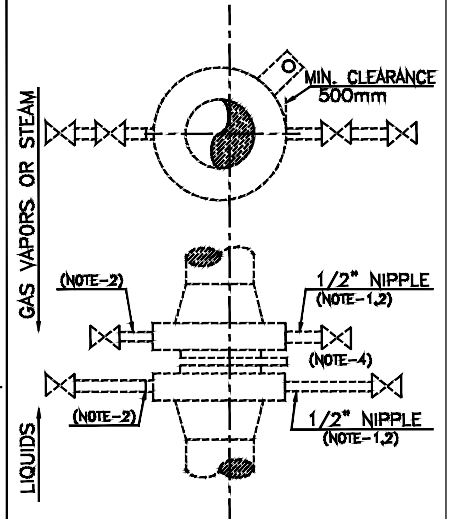 MIN. CLEARANCE
500mm
GAS VAPORS OR STEAM
(NOTE-2)
1/2" NIPPLE
(NOTE-1,2)
(NOTE-4)
(NOTE-2)
1/2" NIPPLE
(NOTE-1,2)
LIQUIDS